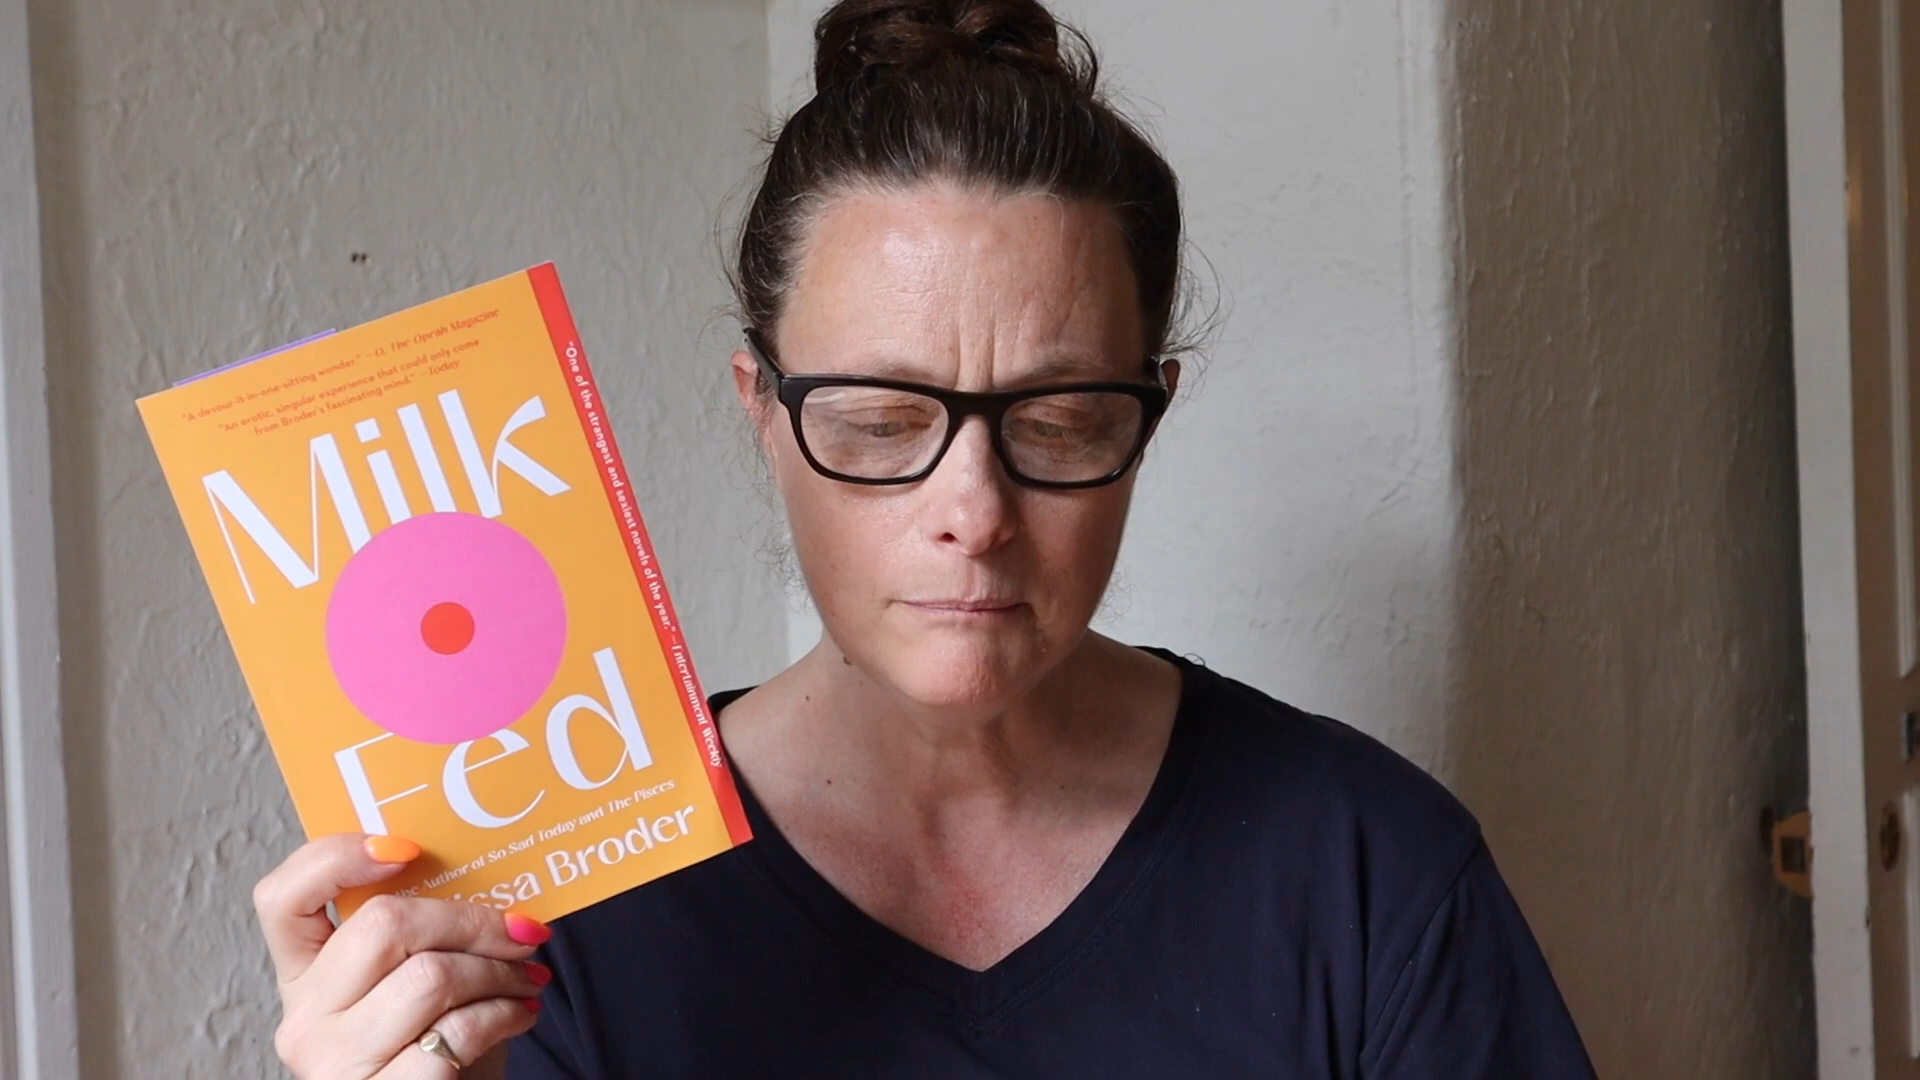 "A devour-it-in-one-sitting wonder." —O, The Oprah Magazine
"An erotic, singular experience that could only come
from Broder's fascinating mind." —Today
Milk
Fed
the Author of So Sad Today and The Pisces
issa Broder
"One of the strangest and sexiest novels of the year." —Entertainment Weekly